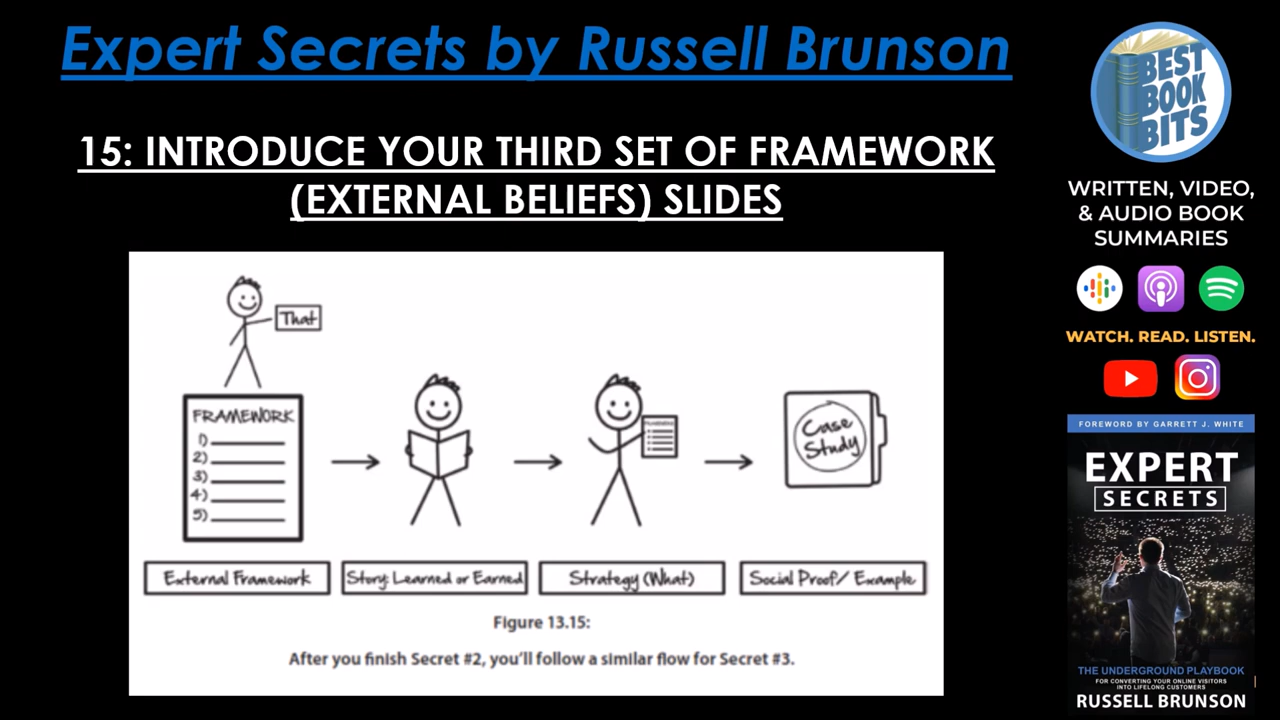 Expert Secrets by Russell Brunson
15: INTRODUCE YOUR THIRD SET OF FRAMEWORK
(EXTERNAL BELIEFS) SLIDES
That
FRAMEWORK
1)
2)
3)
4)
5)
Case
Study
External Framework
Story: Learned or Earned
Strategy (What)
Social Proof/ Example
Figure 13.15:
After you finish Secret #2, you'll follow a similar flow for Secret #3.
BEST
BOOK
BITS
WRITTEN, VIDEO,
& AUDIO BOOK
SUMMARIES
WATCH. READ. LISTEN.
FOREWORD BY GARRETT J. WHITE
EXPERT
SECRETS
THE UNDERGROUND PLAYBOOK
FOR CONVERTING YOUR ONLINE VISITORS
INTO LIFELONG CUSTOMERS
RUSSELL BRUNSON